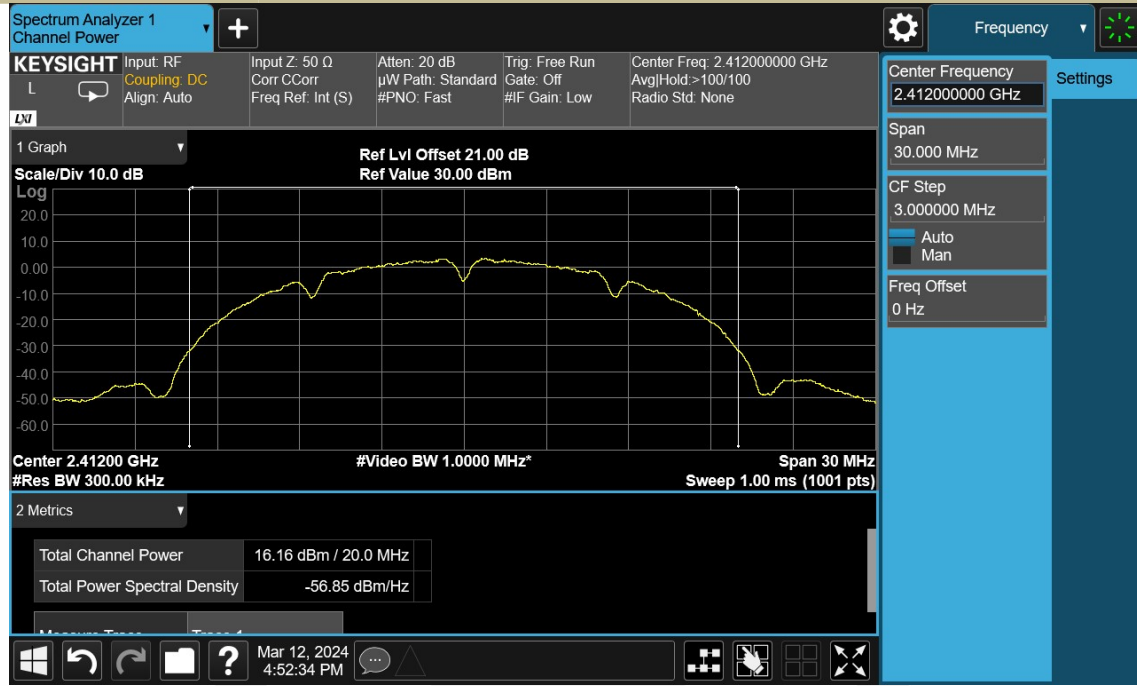 Spectrum Analyzer 1
Channel Power
+
Frequency
KEYSIGHT
L
LXI
Input: RF
Coupling: DC
Align: Auto
Input Z: 50 Ω
Corr CCorr
Freq Ref: Int (S)
Atten: 20 dB
µW Path: Standard
#PNO: Fast
Trig: Free Run
Gate: Off
#IF Gain: Low
Center Freq: 2.412000000 GHz
Avg|Hold:>100/100
Radio Std: None
Center Frequency
2.412000000 GHz
Settings
Span
30.000 MHz
CF Step
3.000000 MHz
Auto
Man
Freq Offset
0 Hz
1 Graph
Ref Lvl Offset 21.00 dB
Scale/Div 10.0 dB
Ref Value 30.00 dBm
Log
20.0
10.0
0.00
-10.0
-20.0
-30.0
-40.0
-50.0
-60.0
Center 2.41200 GHz
#Video BW 1.0000 MHz*
Span 30 MHz
#Res BW 300.00 kHz
Sweep 1.00 ms (1001 pts)
2 Metrics
Total Channel Power 16.16 dBm / 20.0 MHz
Total Power Spectral Density -56.85 dBm/Hz
?
Mar 12, 2024
4:52:34 PM